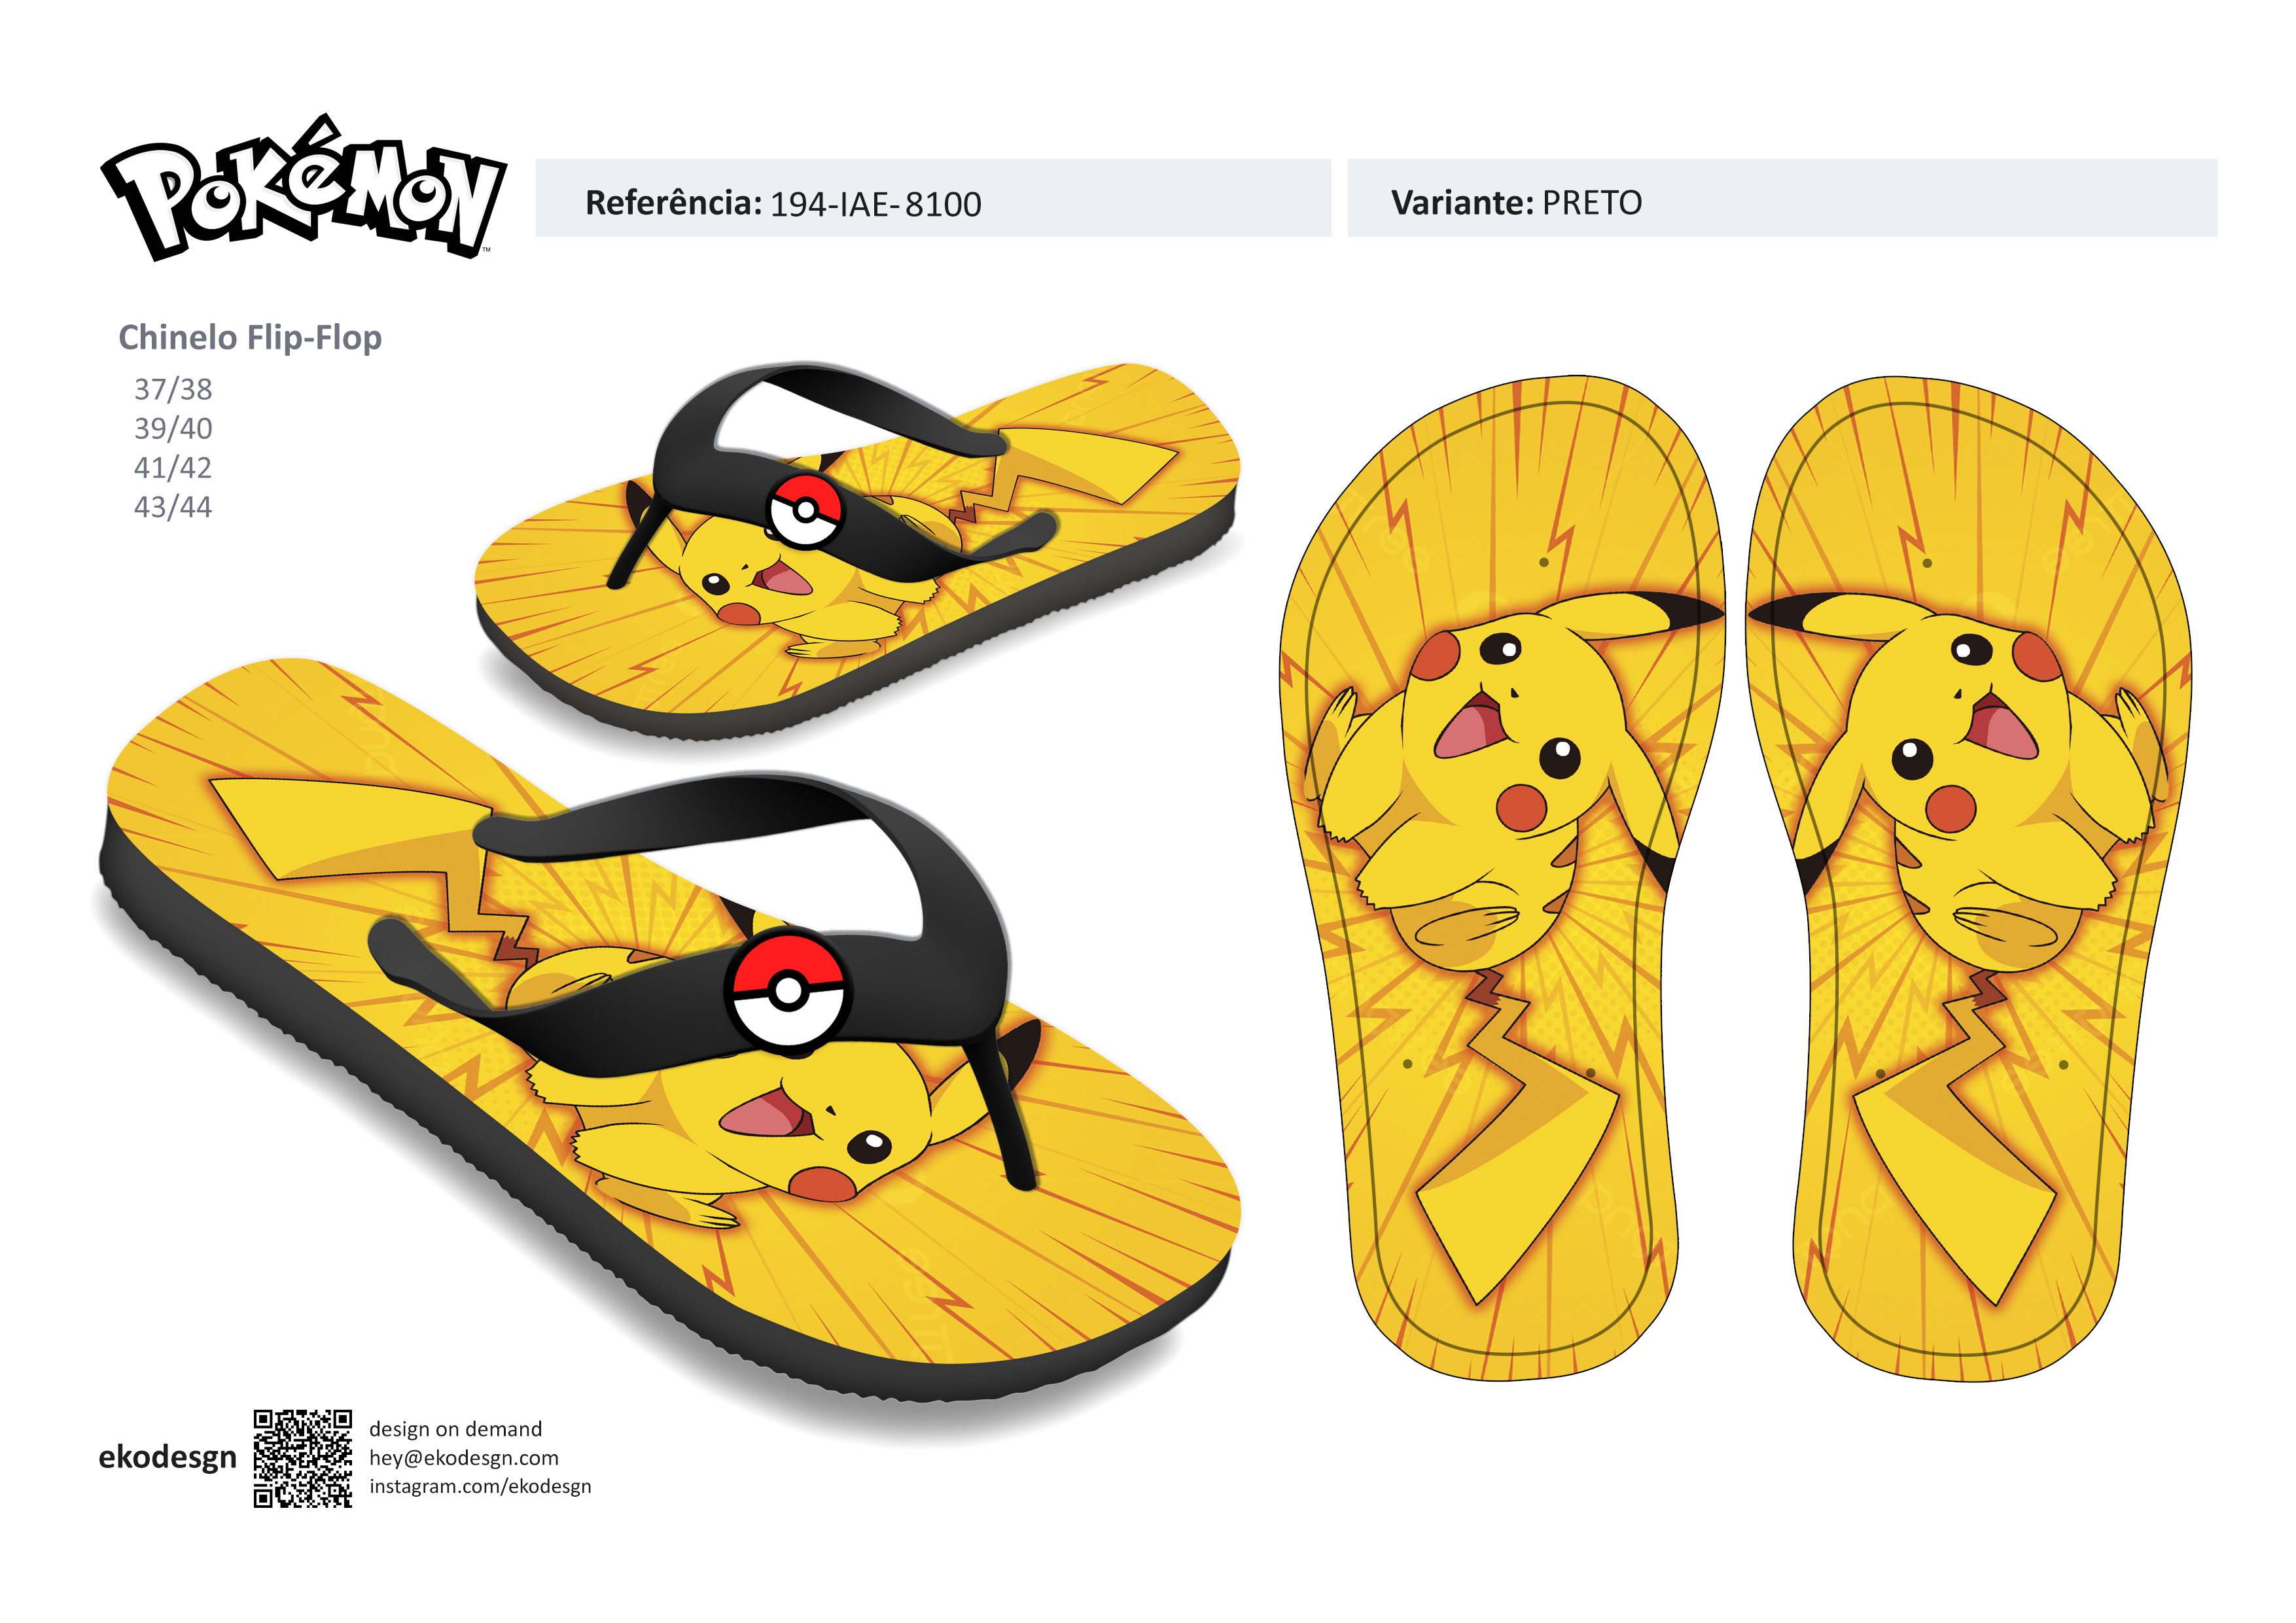 POKéMON
™
Referência: 194-IAE-8100
Variante: PRETO
Chinelo Flip-Flop
37/38
39/40
41/42
43/44
ekodesgn
design on demand
hey@ekodesgn.com
instagram.com/ekodesgn